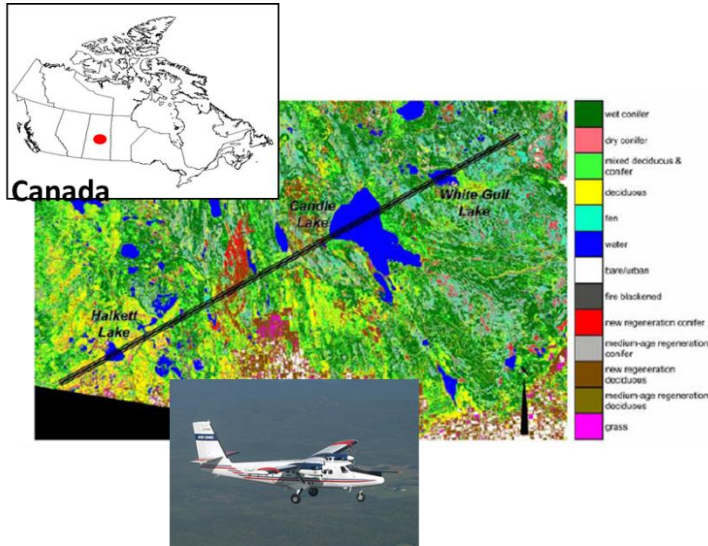 Canada
wet conifer
dry conifer
mixed deciduous &
conifer
deciduous
fen
water
bare/urban
fire blackened
new regeneration conifer
medium-age regeneration
conifer
new regeneration
deciduous
medium-age regeneration
deciduous
grass
Candle
Lake
White Gull
Lake
Halkett
Lake